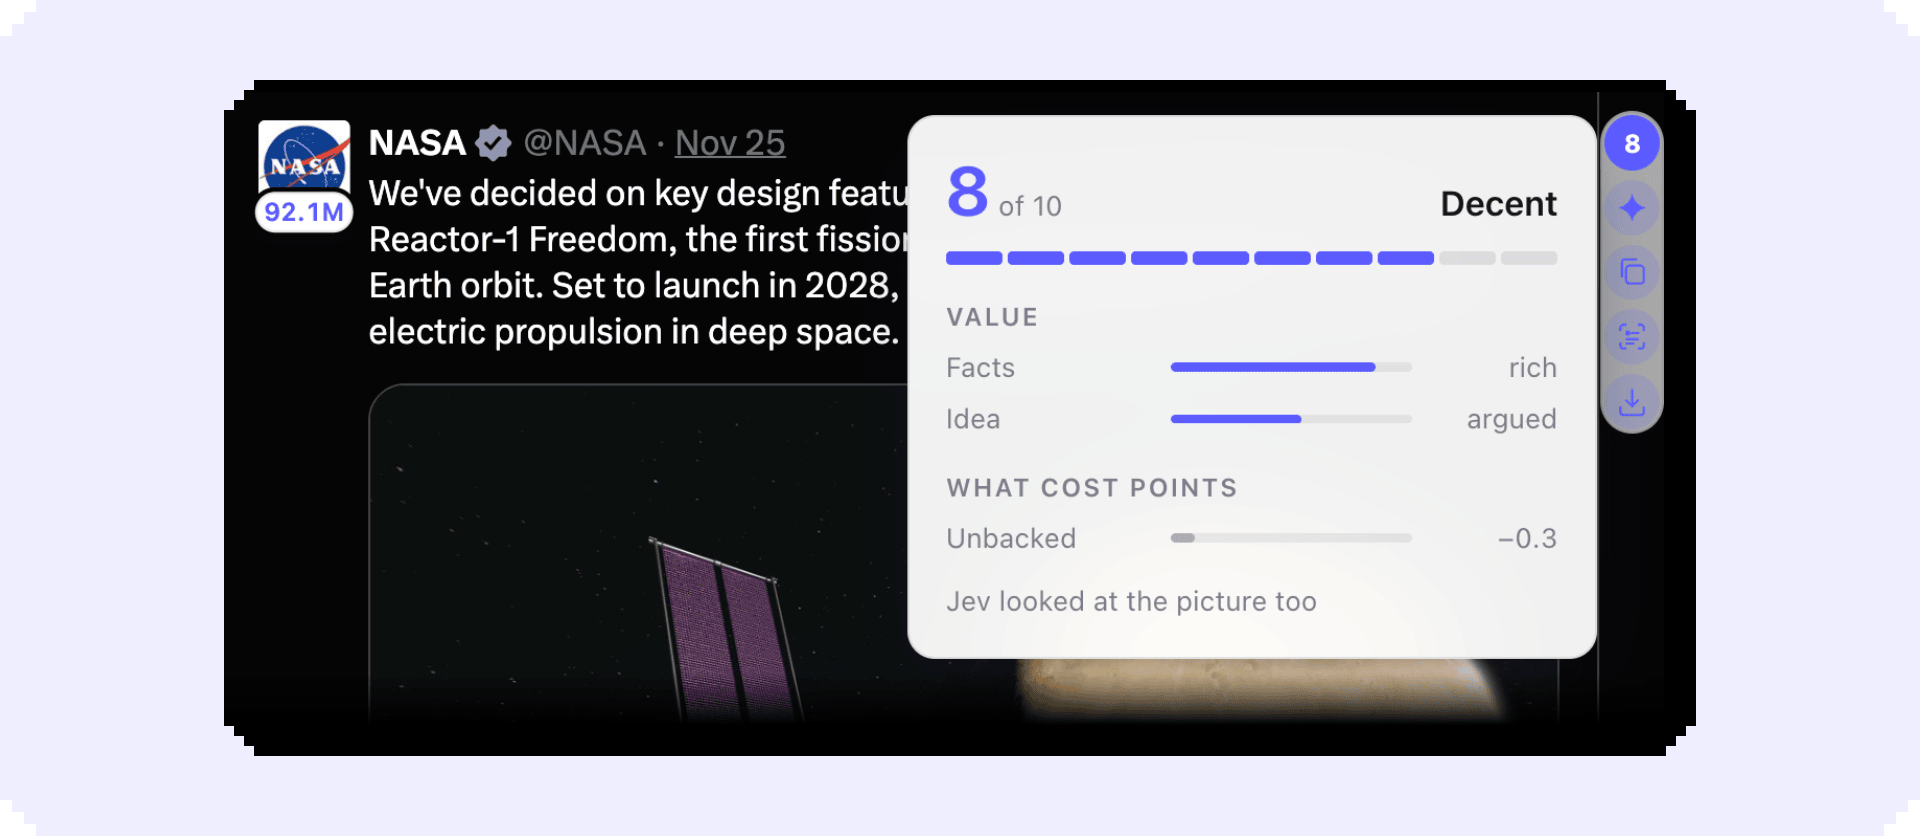 NASA @NASA · Nov 25
NASA
92.1M
We've decided on key design featu
Reactor-1 Freedom, the first fission
Earth orbit. Set to launch in 2028,
electric propulsion in deep space.
8 of 10
Decent
VALUE
Facts rich
Idea argued
WHAT COST POINTS
Unbacked −0.3
Jev looked at the picture too
8